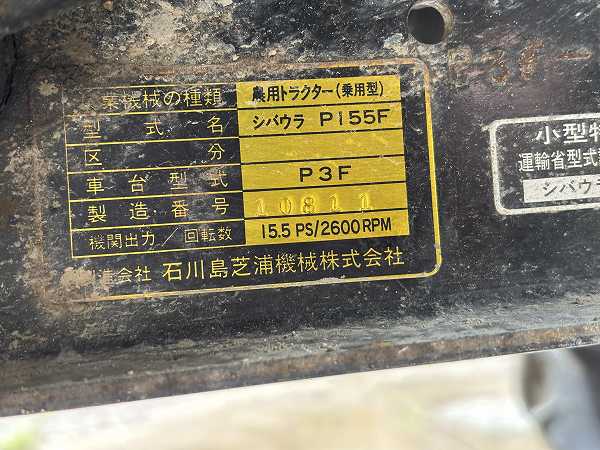 業機械の種類 農用トラクター(乗用型)
型式名 シバウラ P155F
区分
車台型式 P3F
製造番号 10811
機関出力/回転数 15.5 PS/2600 RPM
製造会社 石川島芝浦機械株式会社
小型特
運輸省型式
シバウラ